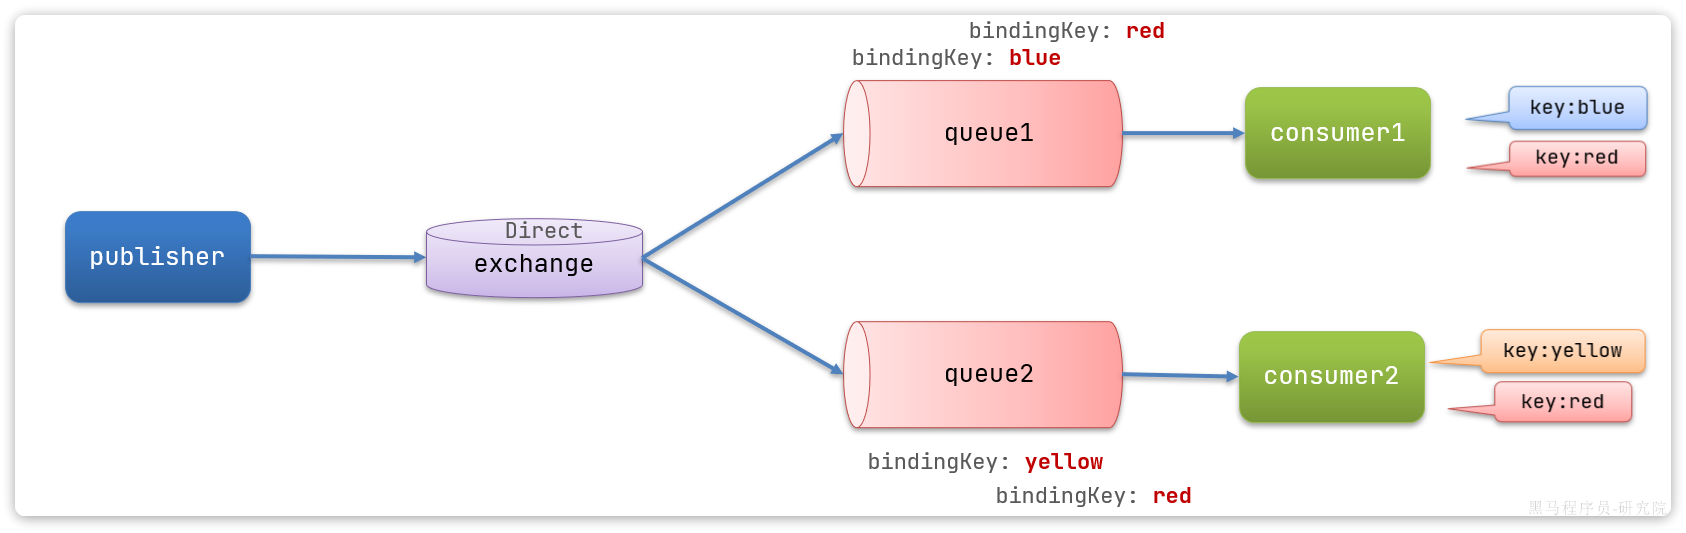 bindingKey: red
bindingKey: blue
queue1
consumer1
key:blue
key:red
publisher
Direct
exchange
queue2
consumer2
key:yellow
key:red
bindingKey: yellow
bindingKey: red
黑马程序员-研究院